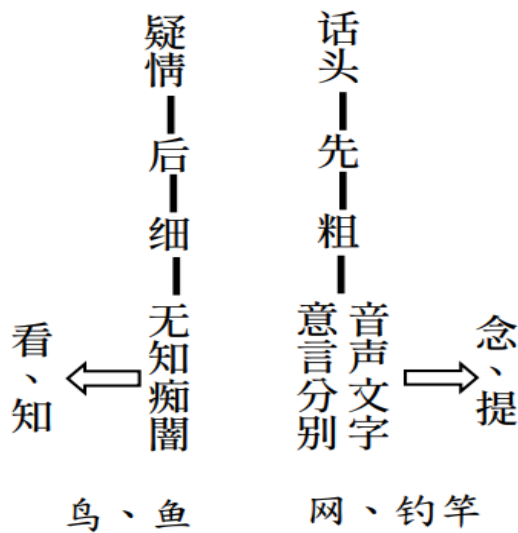 话头
先
粗
音声文字
意言分别
念、提
网、钓竿
疑情
后
细
无知痴闇
看、知
鸟、鱼